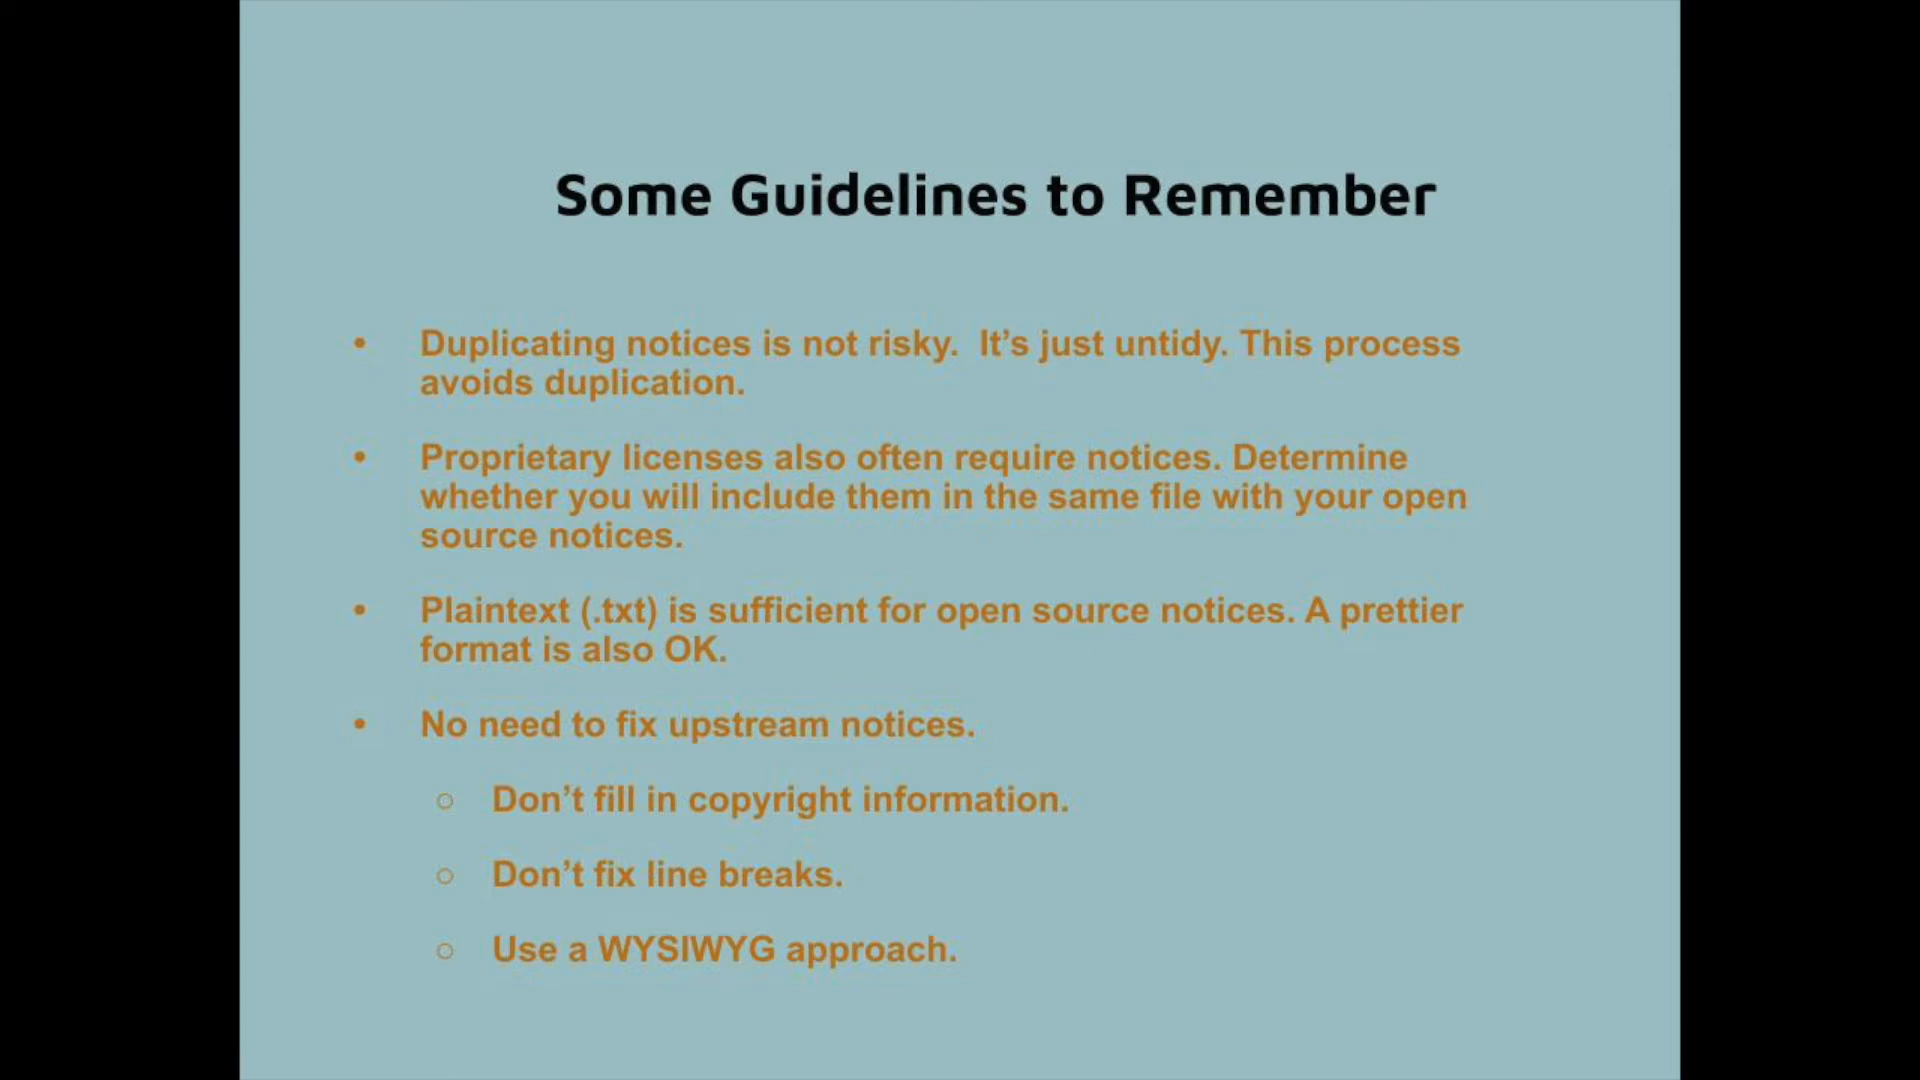 Some Guidelines to Remember
• Duplicating notices is not risky.  It’s just untidy. This process
avoids duplication.
• Proprietary licenses also often require notices. Determine
whether you will include them in the same file with your open
source notices.
• Plaintext (.txt) is sufficient for open source notices. A prettier
format is also OK.
• No need to fix upstream notices.
○ Don’t fill in copyright information.
○ Don’t fix line breaks.
○ Use a WYSIWYG approach.